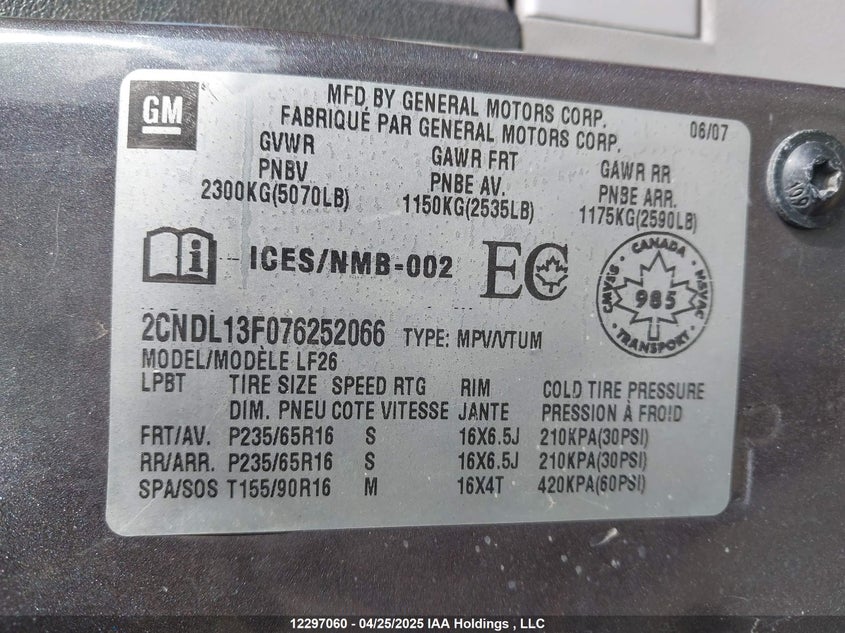 GM
MFD BY GENERAL MOTORS CORP.
FABRIQUÉ PAR GENERAL MOTORS CORP.
06/07
GVWR GAWR FRT GAWR RR
PNBV PNBE AV. PNBE ARR.
2300KG(5070LB) 1150KG(2535LB) 1175KG(2590LB)
i ICES/NMB-002 EC
CANADA
CMVSS NSVAC
985
TRANSPORT
2CNDL13F076252066 TYPE: MPV/VTUM
MODEL/MODÈLE LF26
LPBT TIRE SIZE SPEED RTG RIM COLD TIRE PRESSURE
DIM. PNEU COTE VITESSE JANTE PRESSION À FROID
FRT/AV. P235/65R16 S 16X6.5J 210KPA(30PSI)
RR/ARR. P235/65R16 S 16X6.5J 210KPA(30PSI)
SPA/SOS T155/90R16 M 16X4T 420KPA(60PSI)
12297060 - 04/25/2025 IAA Holdings , LLC